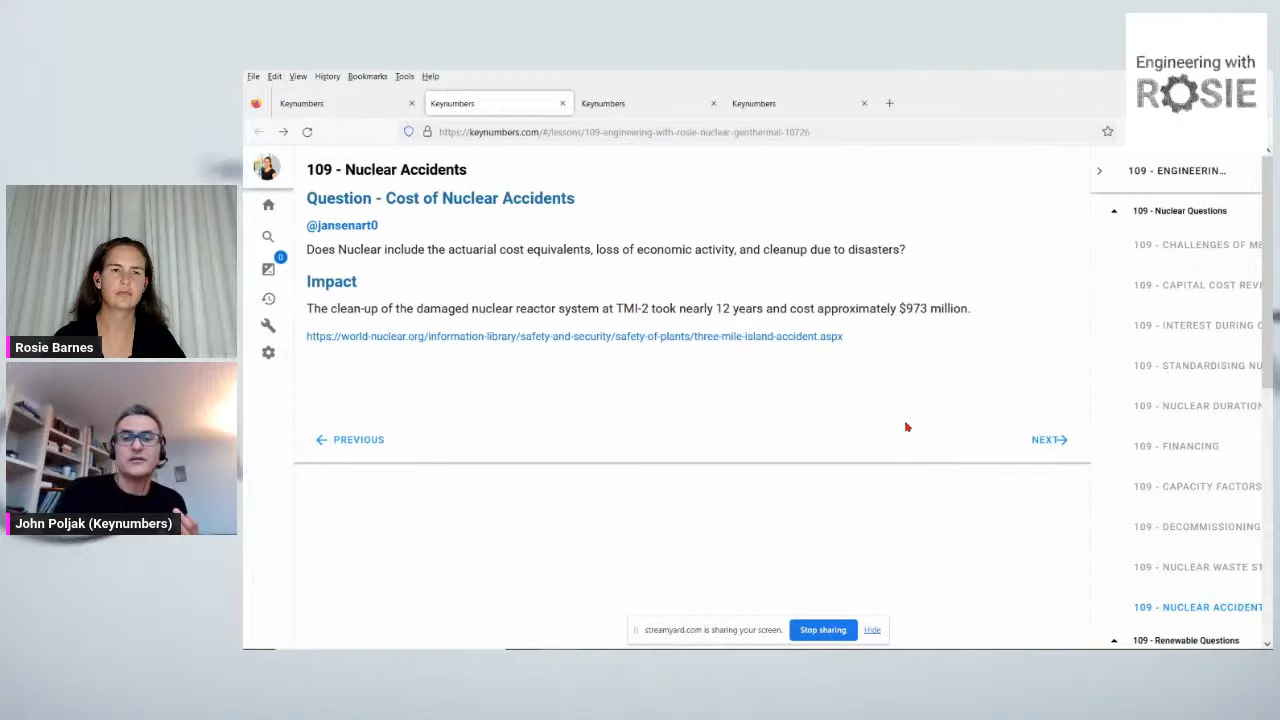 Engineering with
ROSIE
File Edit View History Bookmarks Tools Help
Keynumbers
Keynumbers
Keynumbers
Keynumbers
https://keynumbers.com/#/lessons/109-engineering-with-rosie-nuclear-geothermal-10726
109 - Nuclear Accidents
Question - Cost of Nuclear Accidents
@jansenart0
Does Nuclear include the actuarial cost equivalents, loss of economic activity, and cleanup due to disasters?
Impact
The clean-up of the damaged nuclear reactor system at TMI-2 took nearly 12 years and cost approximately $973 million.
https://world-nuclear.org/information-library/safety-and-security/safety-of-plants/three-mile-island-accident.aspx
PREVIOUS
NEXT
0
109 - ENGINEERIN...
109 - Nuclear Questions
109 - CHALLENGES OF ME
109 - CAPITAL COST REVI
109 - INTEREST DURING C
109 - STANDARDISING NU
109 - NUCLEAR DURATION
109 - FINANCING
109 - CAPACITY FACTORS
109 - DECOMMISSIONING
109 - NUCLEAR WASTE ST
109 - NUCLEAR ACCIDENT
109 - Renewable Questions
streamyard.com is sharing your screen.
Stop sharing
Hide
Rosie Barnes
John Poljak (Keynumbers)